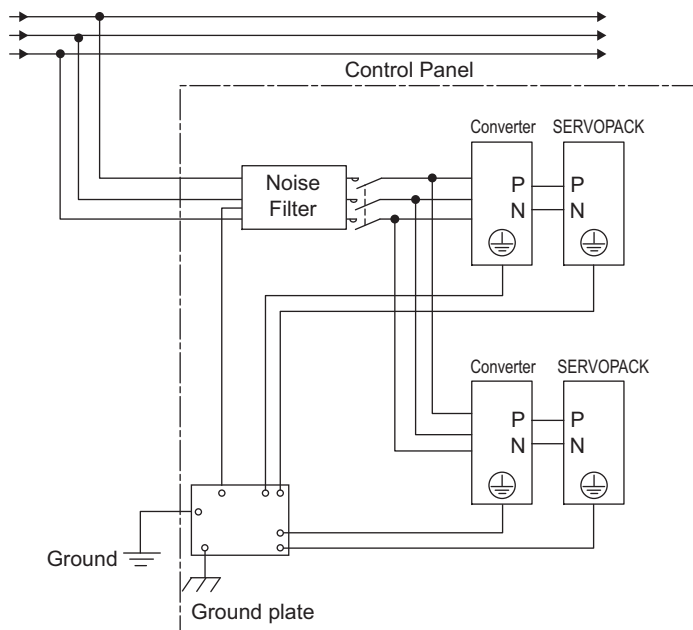 Control Panel
Converter SERVOPACK
Noise
Filter
P P
N N
Converter SERVOPACK
P P
N N
Ground
Ground plate